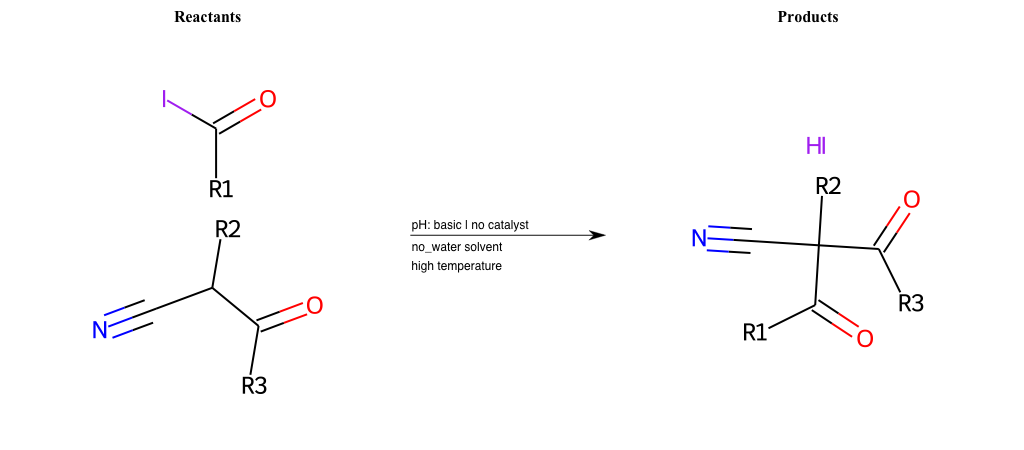 Reactants
Products
I
O
R1
R2
N
O
R3
pH: basic | no catalyst
no_water solvent
high temperature
HI
R2
O
N
R3
R1
O